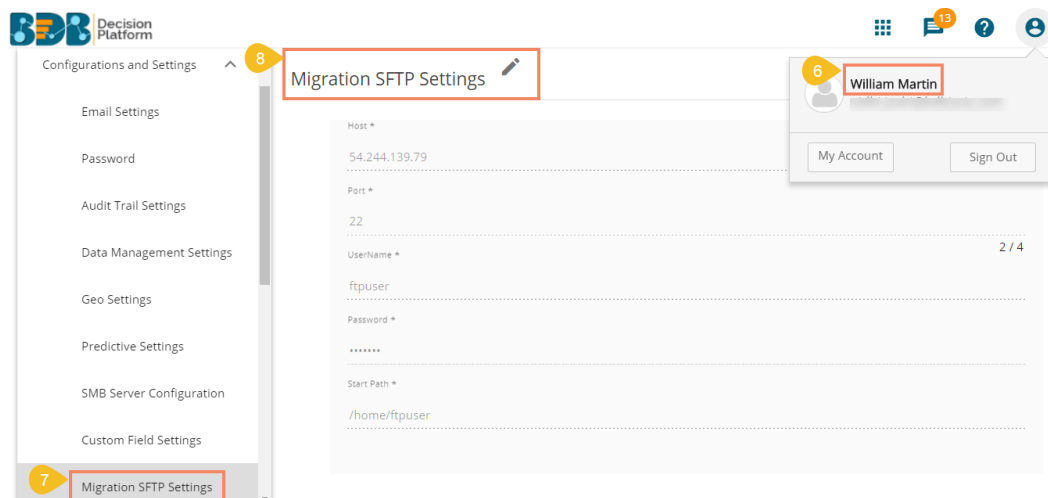 BDB Decision Platform
13
Configurations and Settings
8
Migration SFTP Settings
6
William Martin
My Account
Sign Out
Email Settings
Password
Audit Trail Settings
Data Management Settings
Geo Settings
Predictive Settings
SMB Server Configuration
Custom Field Settings
7
Migration SFTP Settings
Host *
54.244.139.79
Port *
22
2 / 4
UserName *
ftpuser
Password *
•••••••
Start Path *
/home/ftpuser